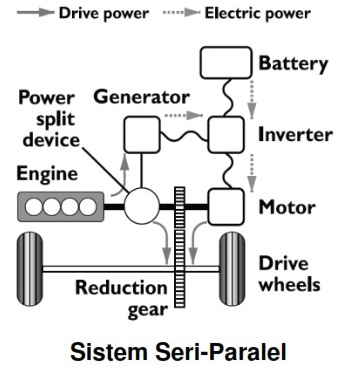 Drive power
Electric power
Battery
Power
split
device
Generator
Inverter
Engine
Motor
Reduction
gear
Drive
wheels
Sistem Seri-Paralel